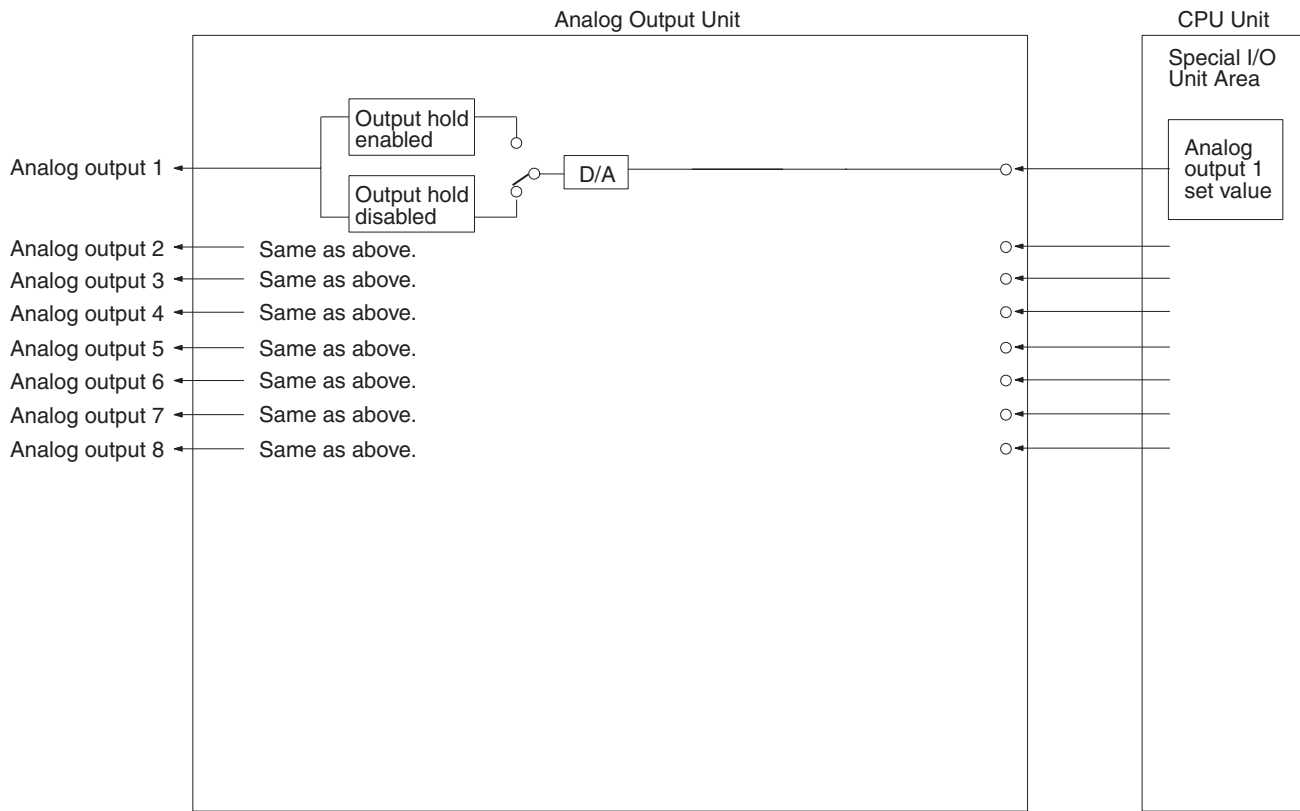 Analog Output Unit
CPU Unit
Special I/O
Unit Area
Output hold
enabled
Analog output 1
D/A
Analog
output 1
set value
Output hold
disabled
Analog output 2
Same as above.
Analog output 3
Same as above.
Analog output 4
Same as above.
Analog output 5
Same as above.
Analog output 6
Same as above.
Analog output 7
Same as above.
Analog output 8
Same as above.